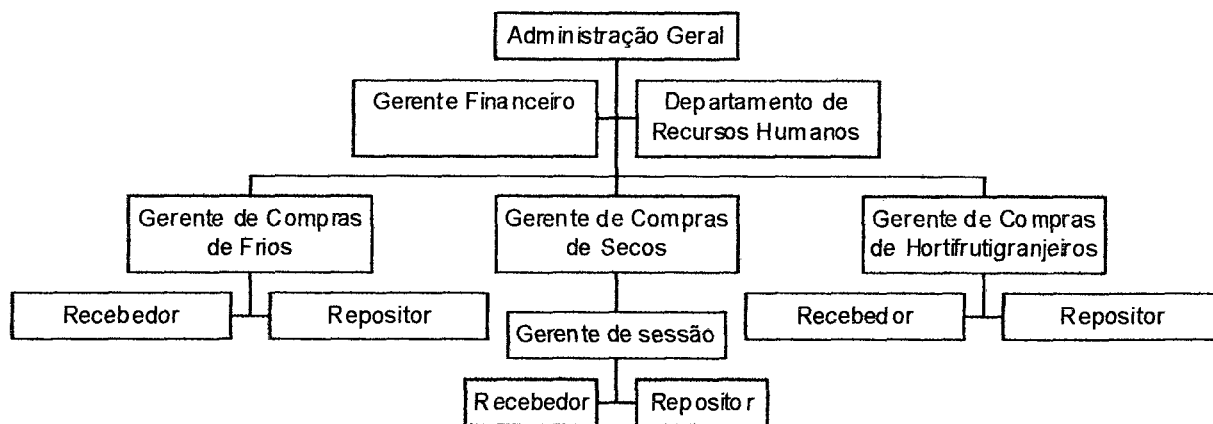 Administração Geral
Gerente Financeiro
Departamento de
Recursos Humanos
Gerente de Compras
de Frios
Gerente de Compras
de Secos
Gerente de Compras
de Hortifrutigranjeiros
Recebedor
Repositor
Gerente de sessão
Recebedor
Repositor
Recebedor
Repositor